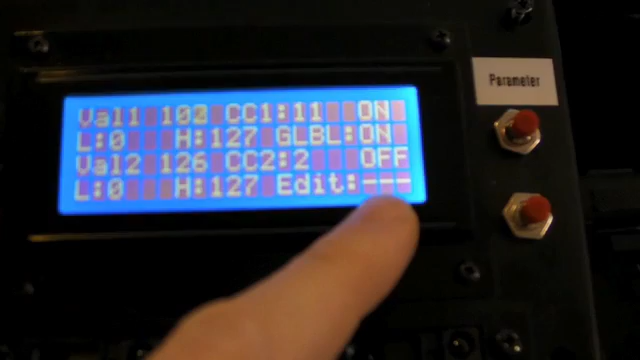 Val1 102 CC1:11 ON
L:0 H:127 GLBL:ON
Val2 126 CC2:2 OFF
L:0 H:127 Edit:---
Parameter